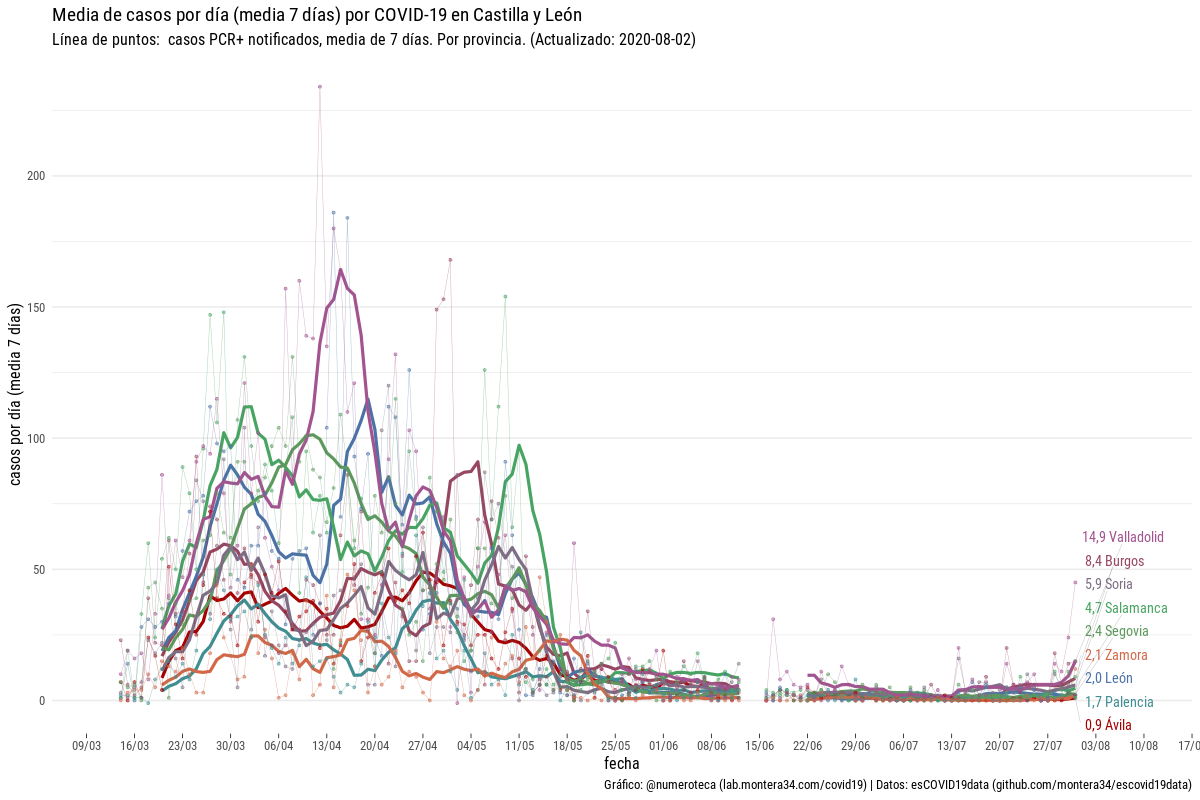 Media de casos por día (media 7 días) por COVID-19 en Castilla y León
Línea de puntos:  casos PCR+ notificados, media de 7 días. Por provincia. (Actualizado: 2020-08-02)
casos por día (media 7 días)
200
150
100
50
0
14,9 Valladolid
8,4 Burgos
5,9 Soria
4,7 Salamanca
2,4 Segovia
2,1 Zamora
2,0 León
1,7 Palencia
0,9 Ávila
09/03 16/03 23/03 30/03 06/04 13/04 20/04 27/04 04/05 11/05 18/05 25/05 01/06 08/06 15/06 22/06 29/06 06/07 13/07 20/07 27/07 03/08 10/08 17/0
fecha
Gráfico: @numeroteca (lab.montera34.com/covid19) | Datos: esCOVID19data (github.com/montera34/escovid19data)